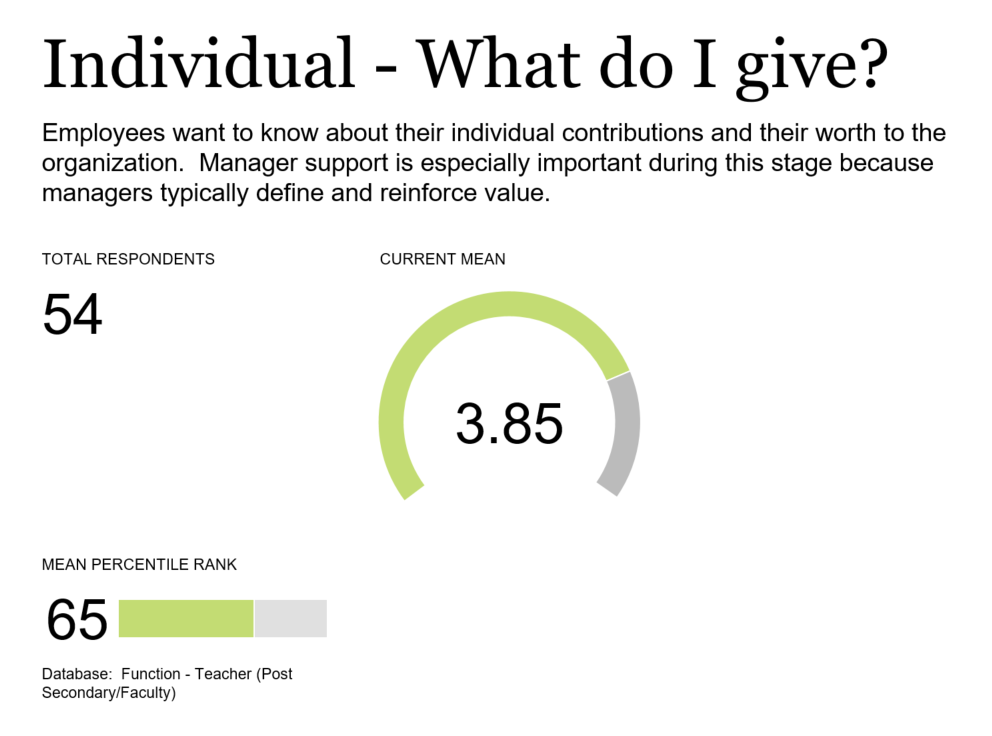 Individual - What do I give?
Employees want to know about their individual contributions and their worth to the
organization.  Manager support is especially important during this stage because
managers typically define and reinforce value.
TOTAL RESPONDENTS
54
CURRENT MEAN
3.85
MEAN PERCENTILE RANK
65
Database:  Function - Teacher (Post
Secondary/Faculty)